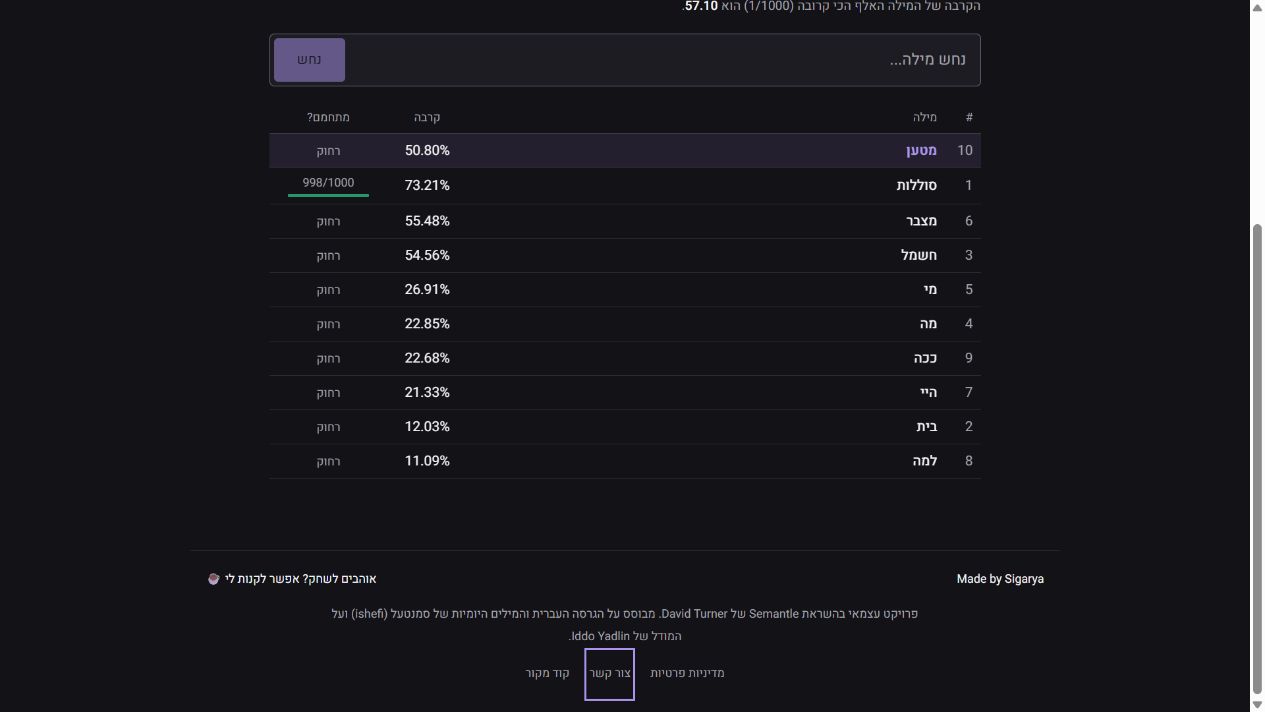 הקרבה של המילה האלף הכי קרובה (1/1000) הוא 57.10.
נחש מילה...
נחש
# מילה קרבה מתחמם?
10 מטען 50.80% רחוק
1 סוללות 73.21% 998/1000
6 מצבר 55.48% רחוק
3 חשמל 54.56% רחוק
5 מי 26.91% רחוק
4 מה 22.85% רחוק
9 ככה 22.68% רחוק
7 היי 21.33% רחוק
2 בית 12.03% רחוק
8 למה 11.09% רחוק
Made by Sigarya
אוהבים לשחק? אפשר לקנות לי
פרויקט עצמאי בהשראת Semantle של David Turner. מבוסס על הגרסה העברית והמילים היומיות של סמנטעל (ishefi) ועל
המודל של Iddo Yadlin.
מדיניות פרטיות צור קשר קוד מקור